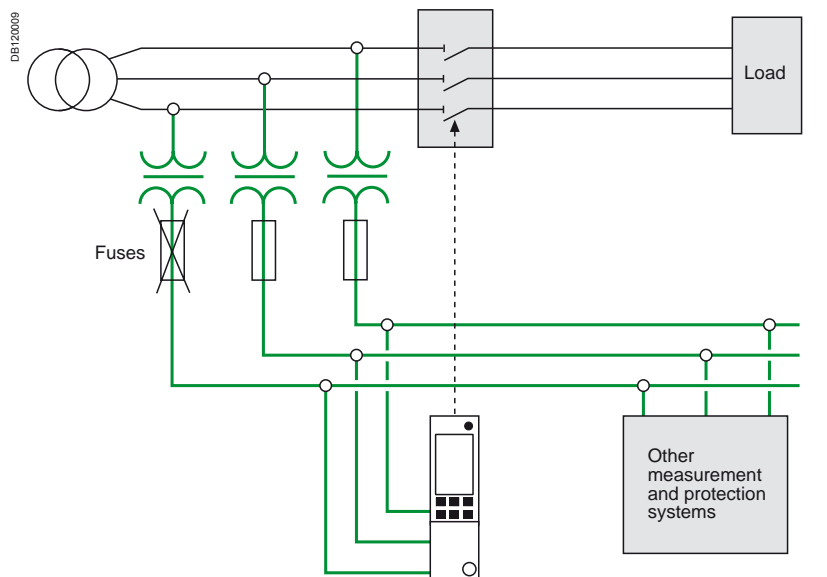 DB120009
Load
Fuses
Other
measurement
and protection
systems